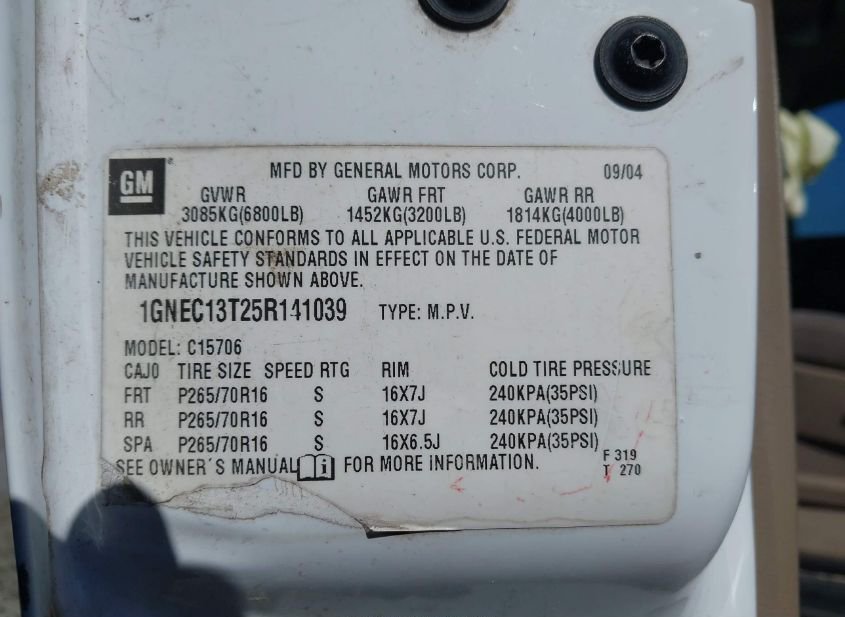 GM
MFD BY GENERAL MOTORS CORP. 09/04
GVWR GAWR FRT GAWR RR
3085KG(6800LB) 1452KG(3200LB) 1814KG(4000LB)
THIS VEHICLE CONFORMS TO ALL APPLICABLE U.S. FEDERAL MOTOR
VEHICLE SAFETY STANDARDS IN EFFECT ON THE DATE OF
MANUFACTURE SHOWN ABOVE.
1GNEC13T25R141039 TYPE: M.P.V.
MODEL: C15706
CAJO TIRE SIZE SPEED RTG RIM COLD TIRE PRESSURE
FRT P265/70R16 S 16X7J 240KPA(35PSI)
RR P265/70R16 S 16X7J 240KPA(35PSI)
SPA P265/70R16 S 16X6.5J 240KPA(35PSI)
SEE OWNER'S MANUAL i FOR MORE INFORMATION.
F 319
T 270